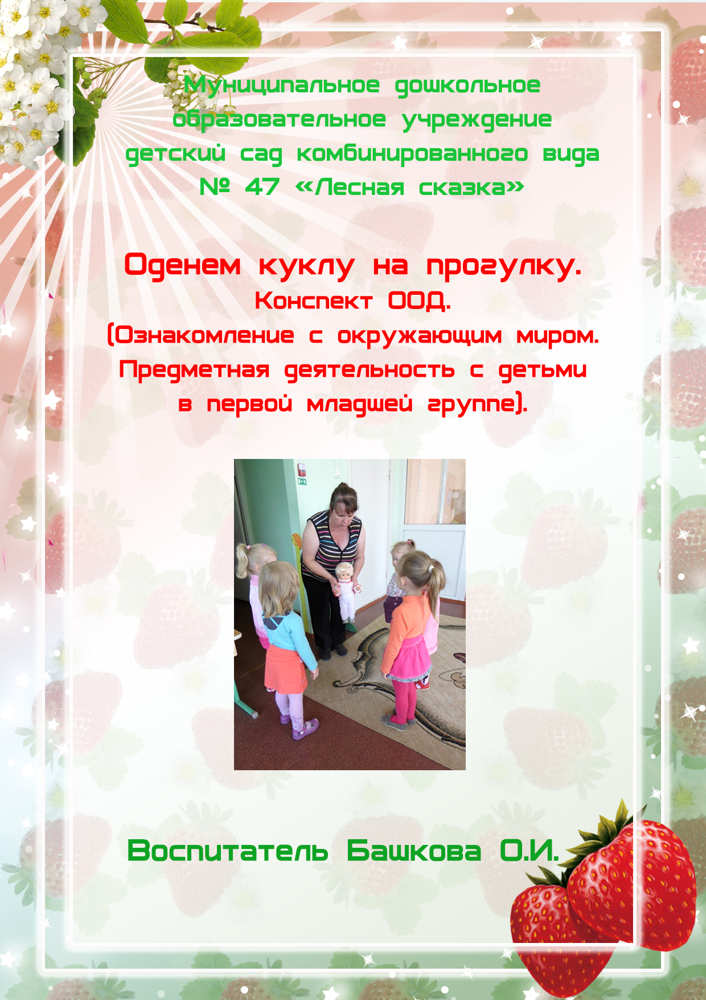 Муниципальное дошкольное
образовательное учреждение
детский сад комбинированного вида
№ 47 «Лесная сказка»
Оденем куклу на прогулку.
Конспект ООД.
(Ознакомление с окружающим миром.
Предметная деятельность с детьми
в первой младшей группе).
Воспитатель Башкова О.И.